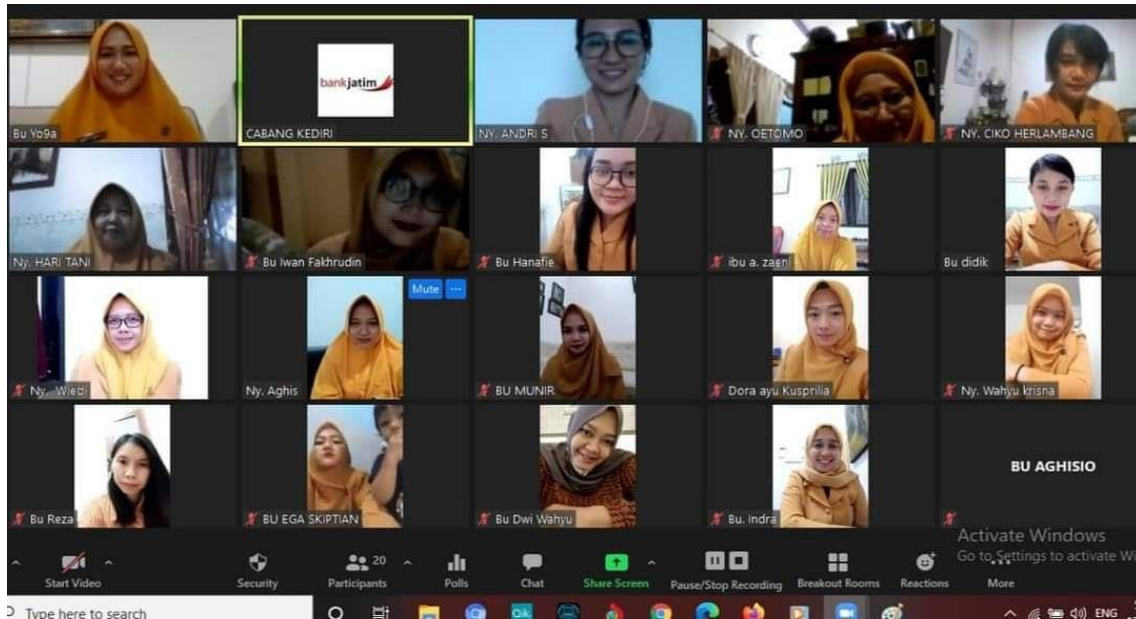 Bu Yo9a
bankjatim
CABANG KEDIRI
NY. ANDRI S
NY. OETOMO
NY. CIKO HERLAMBANG
Ny. HARI TANI
Bu Iwan Fakhrudin
Bu Hanafie
ibu a. zaeni
Bu didik
Ny. Wiedi
Mute
Ny. Aghis
BU MUNIR
Dora ayu Kusprilia
Ny. Wahyu krisna
Bu Reza
BU EGA SKIPTIAN
Bu Dwi Wahyu
Bu. Indra
BU AGHISIO
Activate Windows
Go to Settings to activate Wi
Start Video
Security
20
Participants
Polls
Chat
Share Screen
Pause/Stop Recording
Breakout Rooms
Reactions
More
Type here to search
ENG